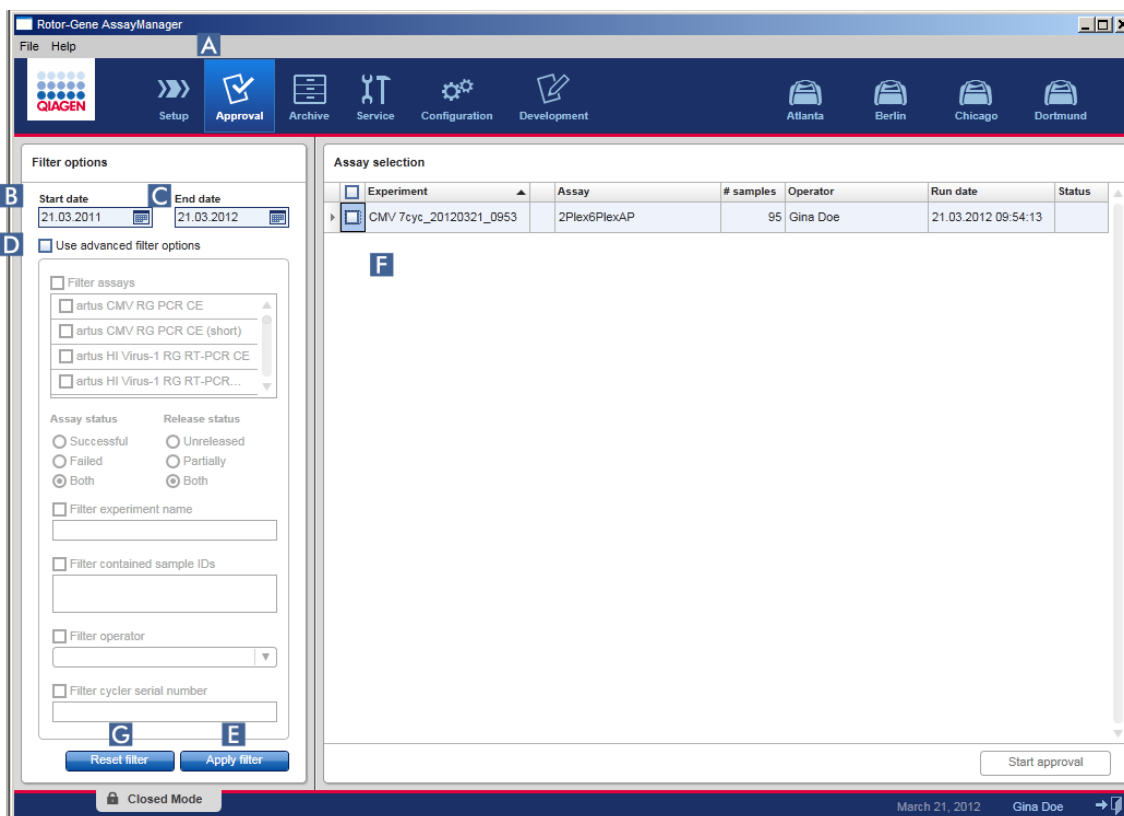 Rotor-Gene AssayManager
File Help
A
QIAGEN
Setup Approval Archive Service Configuration Development Atlanta Berlin Chicago Dortmund
Filter options
B Start date C End date
21.03.2011 21.03.2012
D Use advanced filter options
Filter assays
artus CMV RG PCR CE
artus CMV RG PCR CE (short)
artus HI Virus-1 RG RT-PCR CE
artus HI Virus-1 RG RT-PCR...
Assay status Release status
Successful Unreleased
Failed Partially
Both Both
Filter experiment name
Filter contained sample IDs
Filter operator
Filter cycler serial number
G E
Reset filter Apply filter
Assay selection
Experiment Assay # samples Operator Run date Status
CMV 7cyc_20120321_0953 2Plex6PlexAP 95 Gina Doe 21.03.2012 09:54:13
F
Start approval
Closed Mode
March 21, 2012 Gina Doe